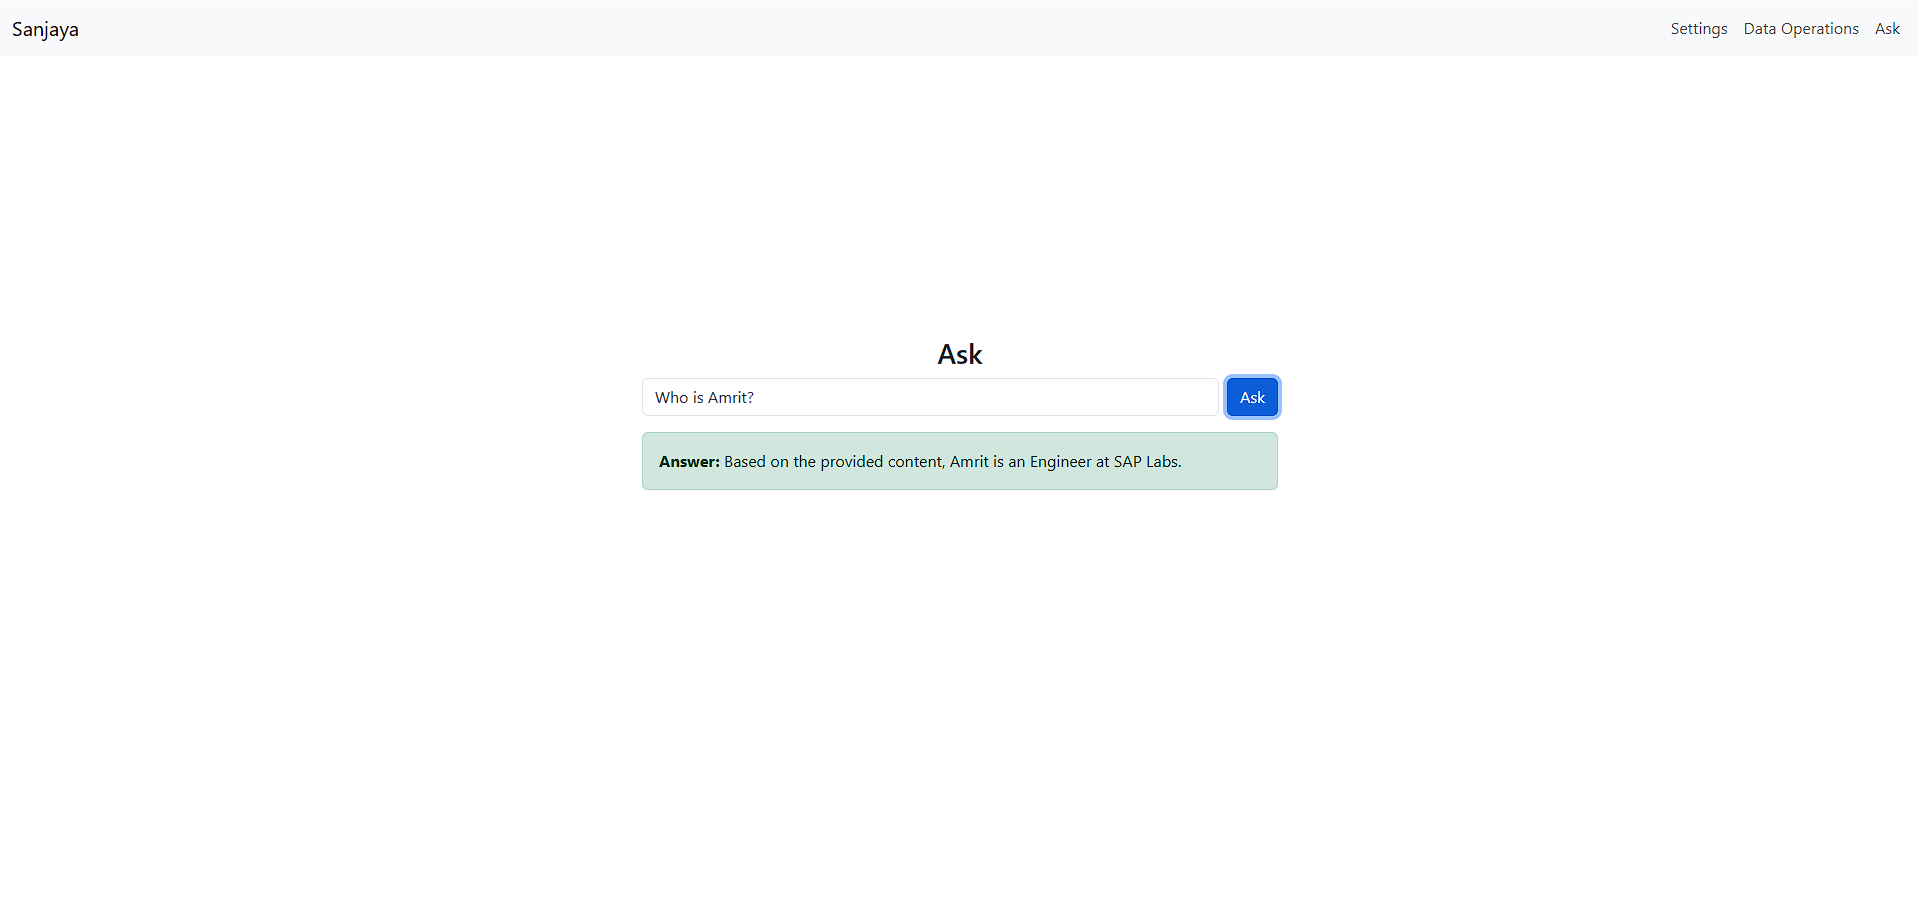 Sanjaya
Settings Data Operations Ask
Ask
Who is Amrit?
Ask
Answer: Based on the provided content, Amrit is an Engineer at SAP Labs.